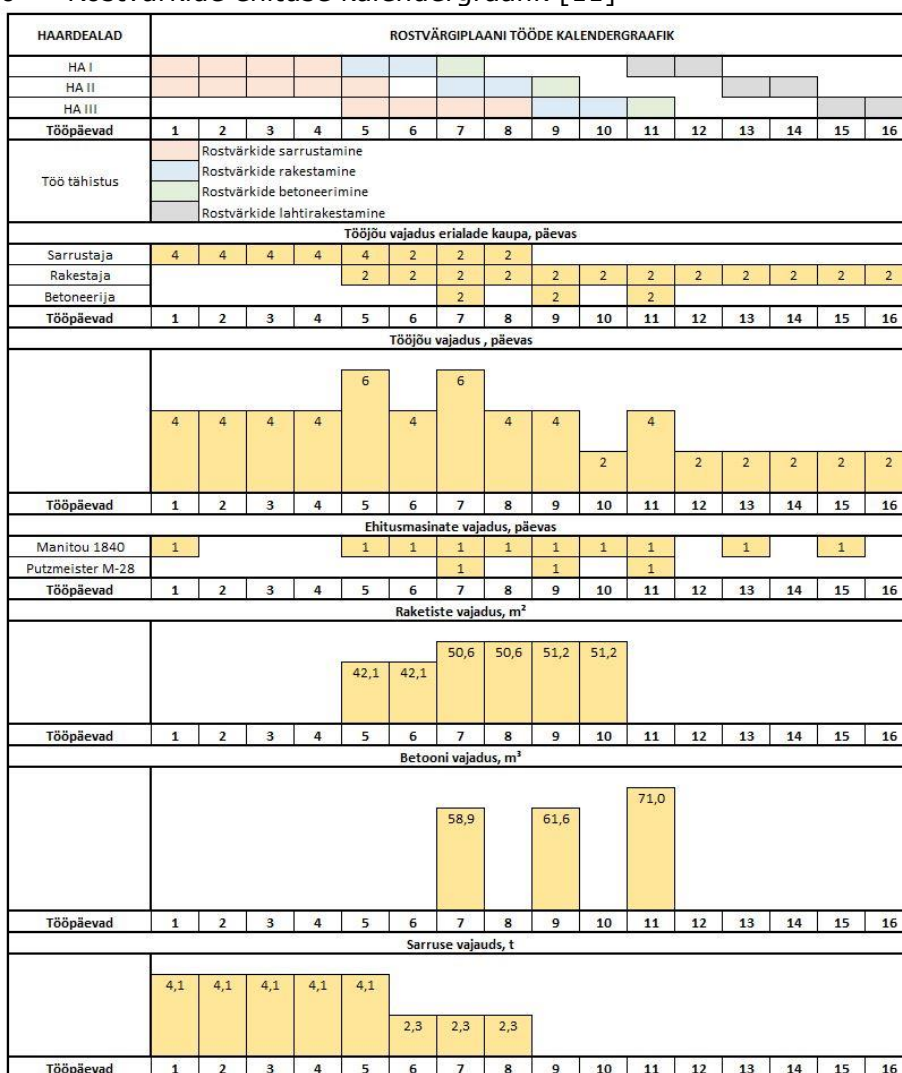 Rostvärkide ehituse kalendergraafik [11]
HAARDEALAD ROSTVÄRGIPLAANI TÖÖDE KALENDERGRAAFIK
HA I
HA II
HA III
Tööpäevad 1 2 3 4 5 6 7 8 9 10 11 12 13 14 15 16
Töö tähistus
Rostvärkide sarrustamine
Rostvärkide rakestamine
Rostvärkide betoneerimine
Rostvärkide lahtirakestamine
Tööjõu vajadus erialade kaupa, päevas
Sarrustaja 4 4 4 4 4 2 2 2
Rakestaja 2 2 2 2 2 2 2 2 2 2 2 2
Betoneerija 2 2 2
Tööpäevad 1 2 3 4 5 6 7 8 9 10 11 12 13 14 15 16
Tööjõu vajadus , päevas
6 6
4 4 4 4 4 4 4 4
2 2 2 2 2 2
Tööpäevad 1 2 3 4 5 6 7 8 9 10 11 12 13 14 15 16
Ehitusmasinate vajadus, päevas
Manitou 1840 1 1 1 1 1 1 1 1 1 1
Putzmeister M-28 1 1 1
Tööpäevad 1 2 3 4 5 6 7 8 9 10 11 12 13 14 15 16
Raketiste vajadus, m²
50,6 50,6 51,2 51,2
42,1 42,1
Tööpäevad 1 2 3 4 5 6 7 8 9 10 11 12 13 14 15 16
Betooni vajadus, m³
71,0
58,9 61,6
Tööpäevad 1 2 3 4 5 6 7 8 9 10 11 12 13 14 15 16
Sarruse vajauds, t
4,1 4,1 4,1 4,1 4,1
2,3 2,3 2,3
Tööpäevad 1 2 3 4 5 6 7 8 9 10 11 12 13 14 15 16